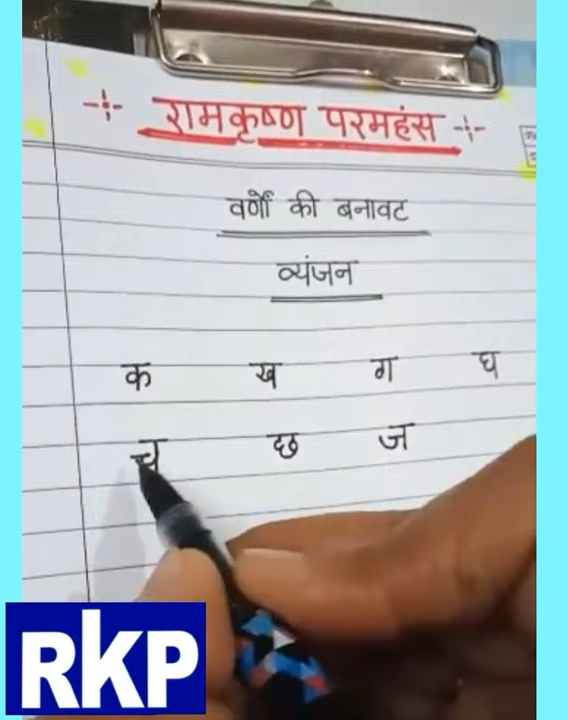 रामकृष्ण परमहंस
वर्णों की बनावट
व्यंजन
क ख ग घ
च छ ज
RKP